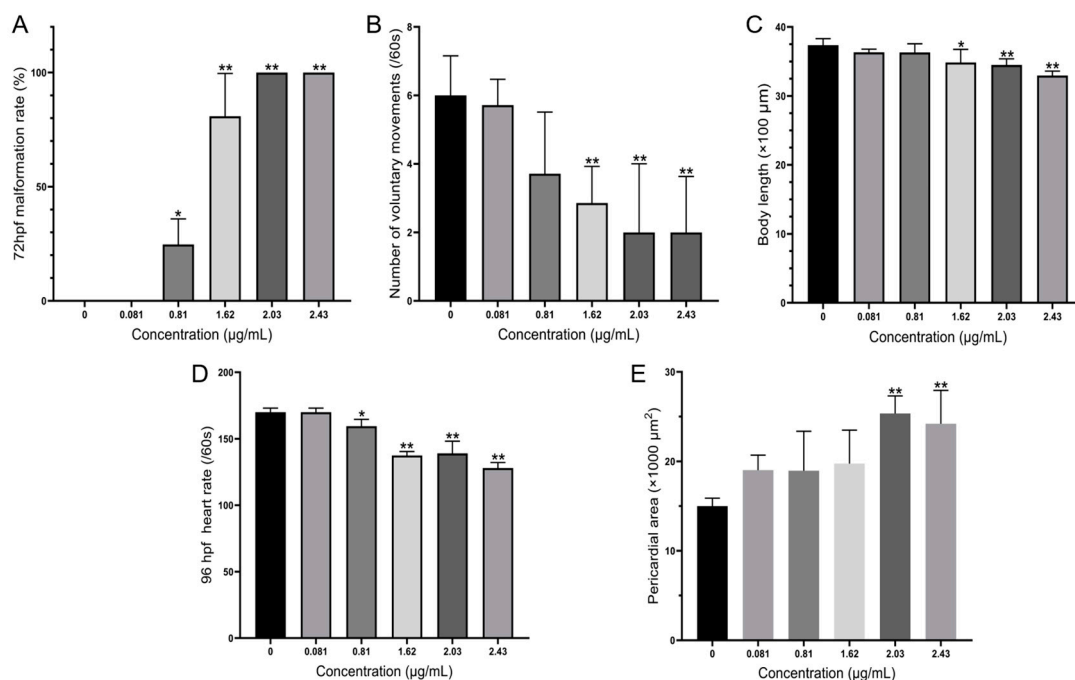 A
72hpf malformation rate (%)
100
50
0
* ** ** **
0 0.081 0.81 1.62 2.03 2.43
Concentration (µg/mL)
B
Number of voluntary movements (/60s)
8
6
4
2
0
** ** **
0 0.081 0.81 1.62 2.03 2.43
Concentration (µg/mL)
C
Body length (×100 µm)
40
30
20
10
0
* ** **
0 0.081 0.81 1.62 2.03 2.43
Concentration (µg/mL)
D
96 hpf heart rate (/60s)
200
150
100
50
0
* ** ** **
0 0.081 0.81 1.62 2.03 2.43
Concentration (µg/mL)
E
Pericardial area (×1000 µm²)
30
20
10
0
** **
0 0.081 0.81 1.62 2.03 2.43
Concentration (µg/mL)